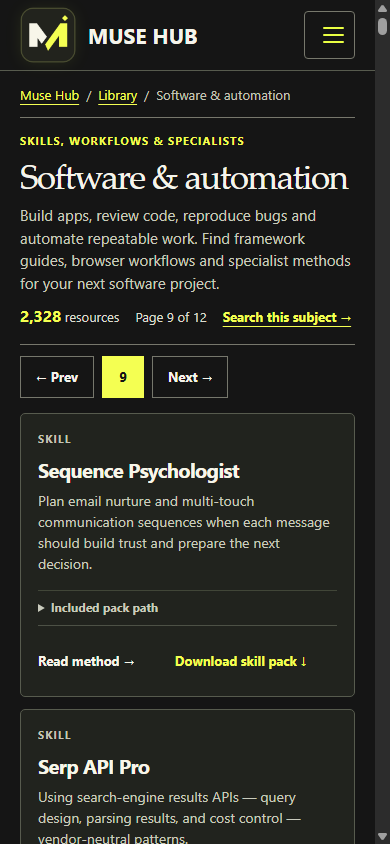 MUSE HUB
Muse Hub / Library / Software & automation
SKILLS, WORKFLOWS & SPECIALISTS
Software & automation
Build apps, review code, reproduce bugs and
automate repeatable work. Find framework
guides, browser workflows and specialist methods
for your next software project.
2,328 resources Page 9 of 12 Search this subject →
← Prev 9 Next →
SKILL
Sequence Psychologist
Plan email nurture and multi-touch
communication sequences when each message
should build trust and prepare the next
decision.
▶ Included pack path
Read method → Download skill pack ↓
SKILL
Serp API Pro
Using search-engine results APIs — query
design, parsing results, and cost control —
vendor-neutral patterns.